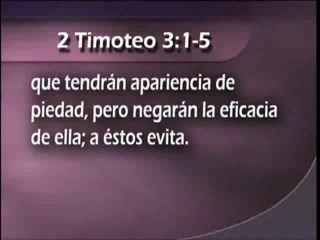 2 Timoteo 3:1-5
que tendrán apariencia de
piedad, pero negarán la eficacia
de ella; a éstos evita.